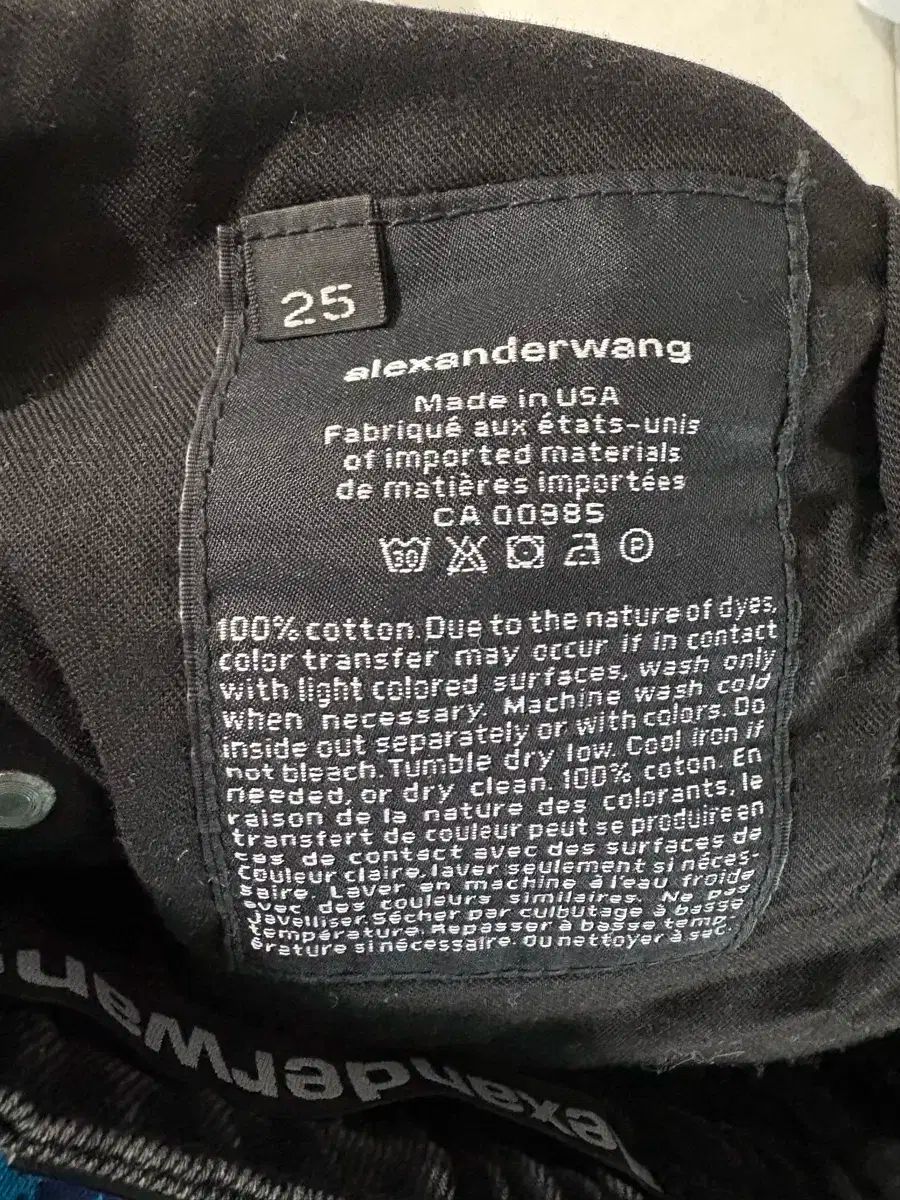 25
alexanderwang
Made in USA
Fabriqué aux états-unis
of imported materials
de matières importées
CA 00985
30 P
100% cotton. Due to the nature of dyes,
color transfer may occur if in contact
with light colored surfaces, wash only
when necessary. Machine wash cold
inside out separately or with colors. Do
not bleach. Tumble dry low. Cool iron if
needed, or dry clean. 100% coton. En
raison de la nature des colorants, le
transfert de couleur peut se produire en
cas de contact avec des surfaces de
couleur claire. laver seulement si néces-
saire. Laver en machine à l'eau froide
avec des couleurs similaires. Ne pas
Javelliser. Sécher par culbutage à basse
température. Repasser à basse temp-
érature si nécessaire. Ou nettoyer à sec.
exanderwan